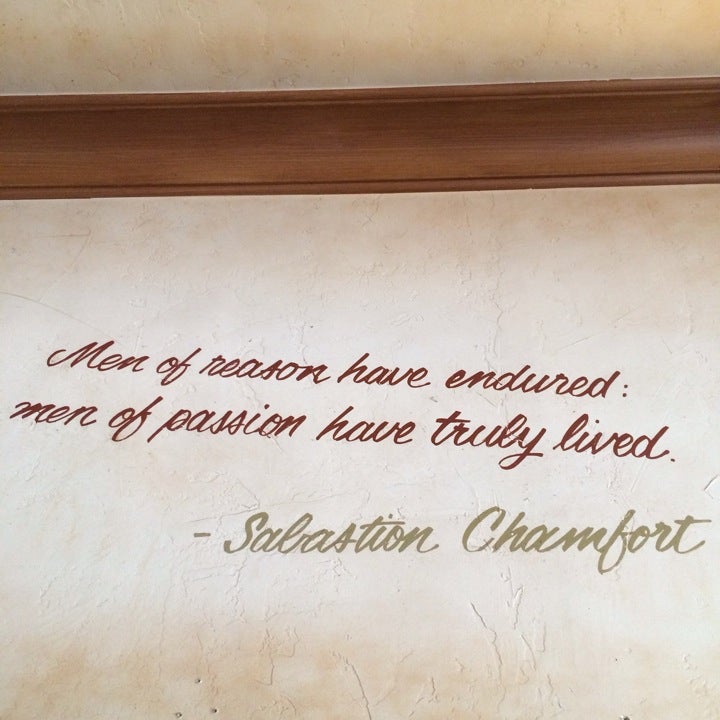 Men of reason have endured:
men of passion have truly lived.
- Sabastion Chamfort